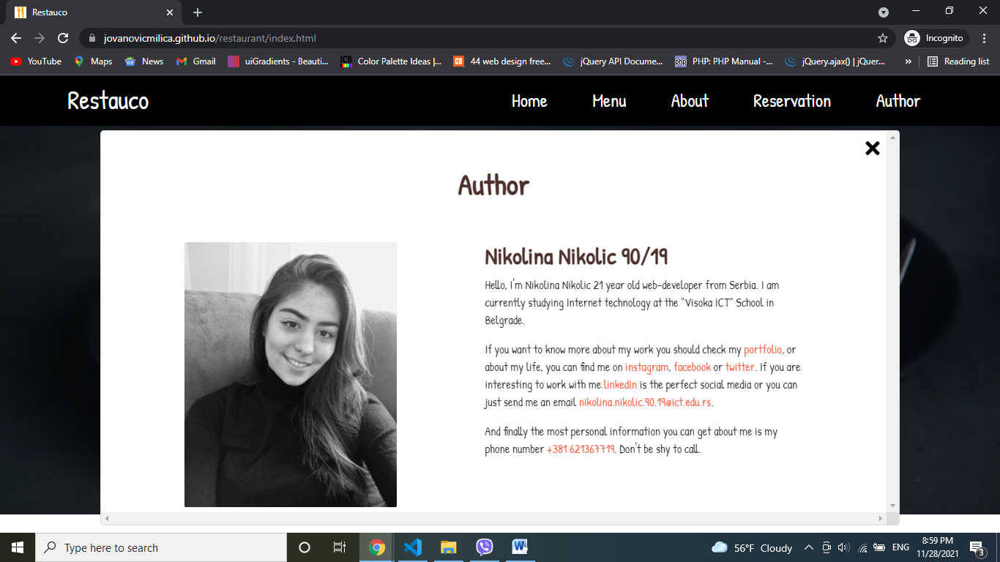 Restauco
jovanovicmilica.github.io/restaurant/index.html
Incognito
YouTube
Maps
News
Gmail
uiGradients - Beauti...
Color Palette Ideas |...
44 web design free...
jQuery API Docume...
PHP: PHP Manual -...
jQuery.ajax() | jQuer...
»
Reading list
Restauco
Home
Menu
About
Reservation
Author
Author
Nikolina Nikolic 90/19
Hello, I'm Nikolina Nikolic 21 year old web-developer from Serbia. I am
currently studying Internet technology at the "Visoka ICT" School in
Belgrade.
If you want to know more about my work you should check my portfolio, or
about my life, you can find me on instagram, facebook or twitter. If you are
interesting to work with me linkedIn is the perfect social media or you can
just send me an email nikolina.nikolic.90.19@ict.edu.rs.
And finally the most personal information you can get about me is my
phone number +381 621367719. Don't be shy to call.
Type here to search
56°F Cloudy
ENG
8:59 PM
11/28/2021
3